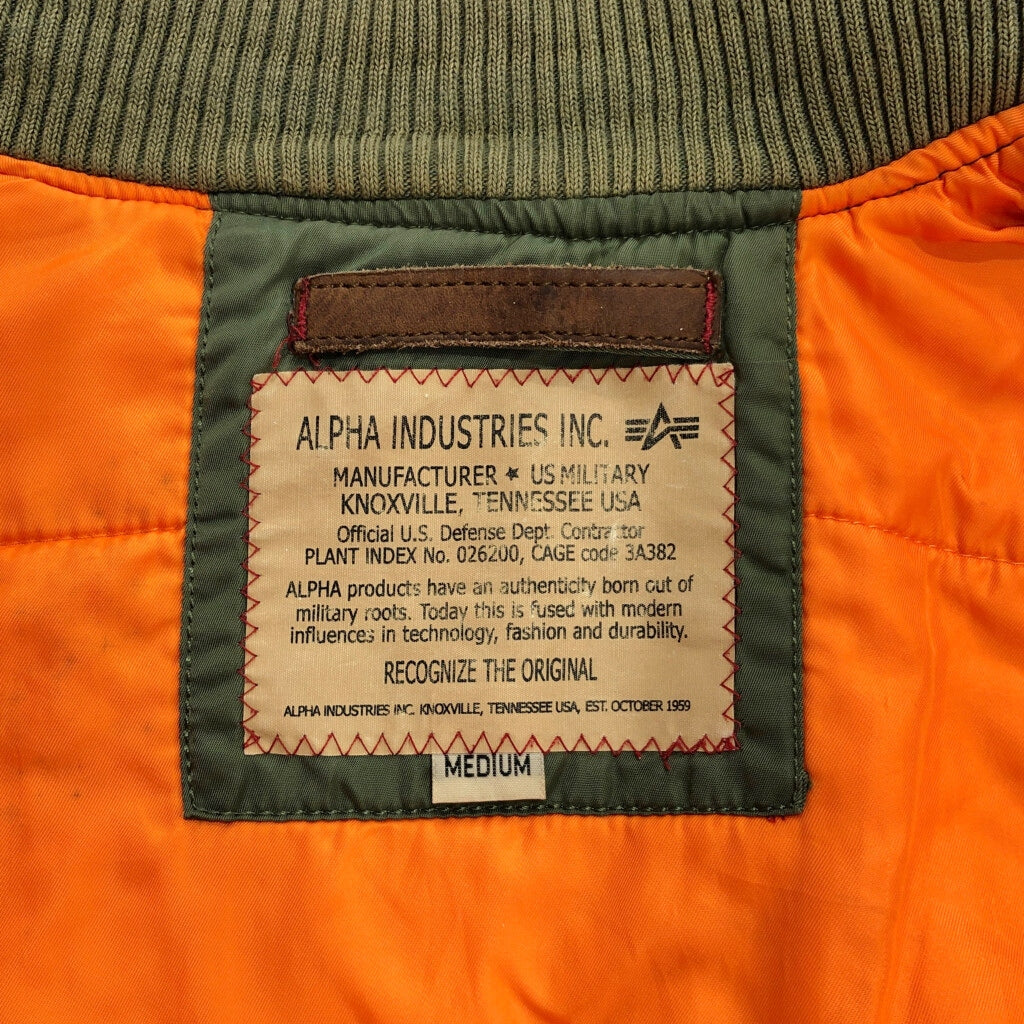 ALPHA INDUSTRIES INC.
MANUFACTURER ★ US MILITARY
KNOXVILLE, TENNESSEE USA
Official U.S. Defense Dept. Contractor
PLANT INDEX No. 026200, CAGE code 3A382
ALPHA products have an authenticity born out of
military roots. Today this is fused with modern
influences in technology, fashion and durability.
RECOGNIZE THE ORIGINAL
ALPHA INDUSTRIES INC. KNOXVILLE, TENNESSEE USA, EST. OCTOBER 1959
MEDIUM